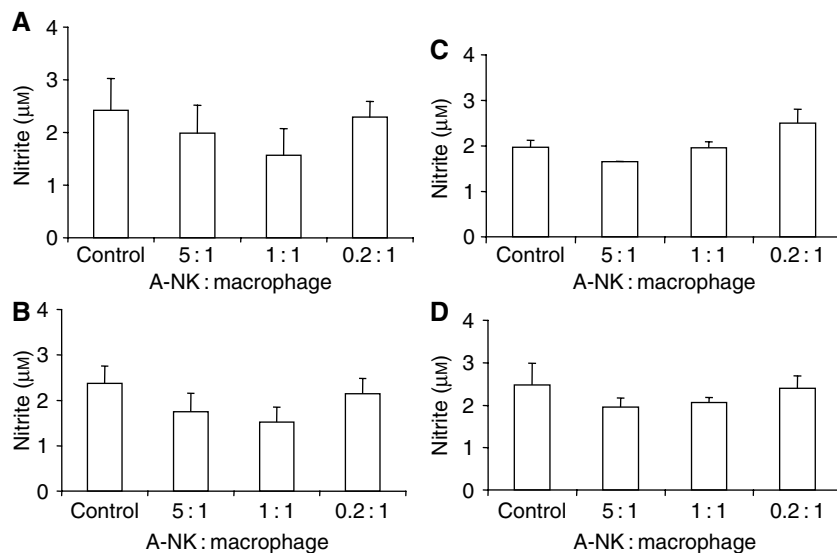 A
Nitrite (μM)
4
3
2
1
0
Control 5 : 1 1 : 1 0.2 : 1
A-NK : macrophage
B
Nitrite (μM)
4
3
2
1
0
Control 5 : 1 1 : 1 0.2 : 1
A-NK : macrophage
C
Nitrite (μM)
4
3
2
1
0
Control 5 : 1 1 : 1 0.2 : 1
A-NK : macrophage
D
Nitrite (μM)
4
3
2
1
0
Control 5 : 1 1 : 1 0.2 : 1
A-NK : macrophage